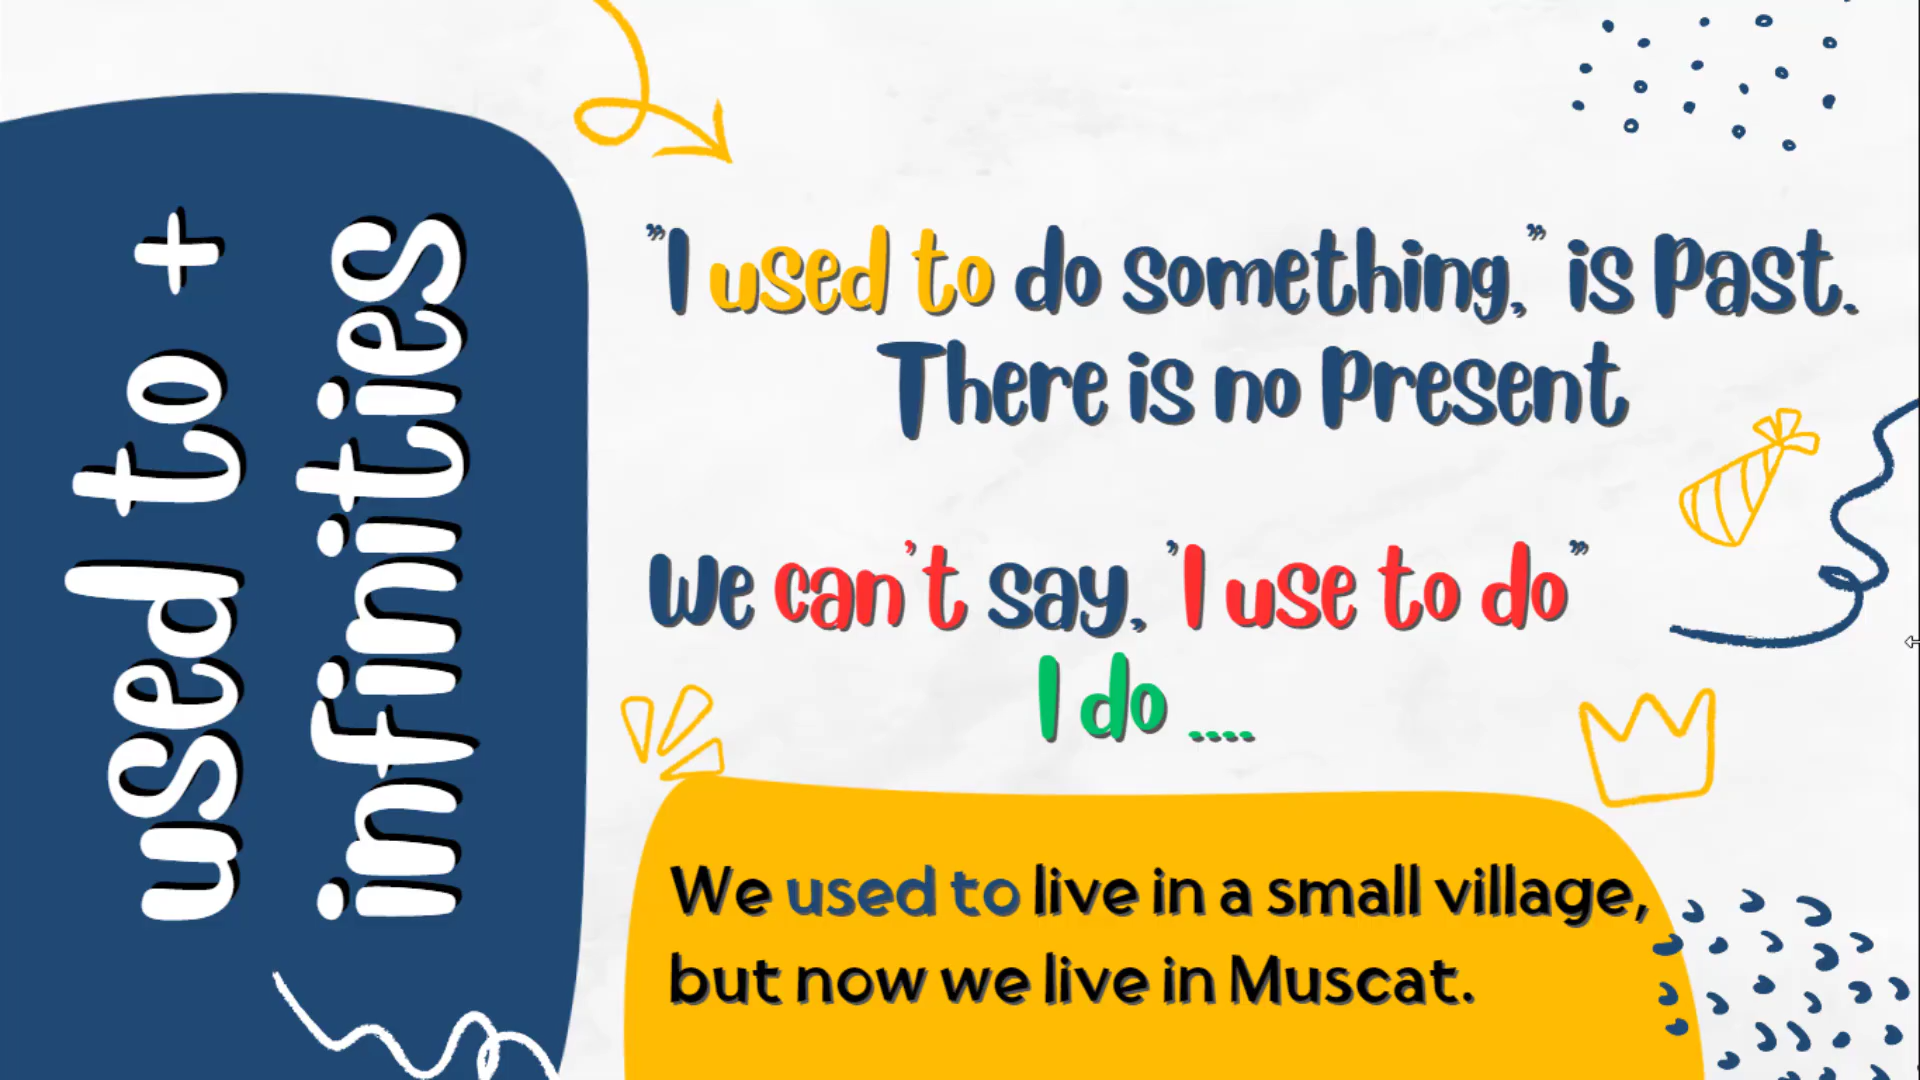 used to +
infinities
"I used to do something," is Past.
There is no Present
We can't say, 'I use to do"
I do ....
We used to live in a small village,
but now we live in Muscat.